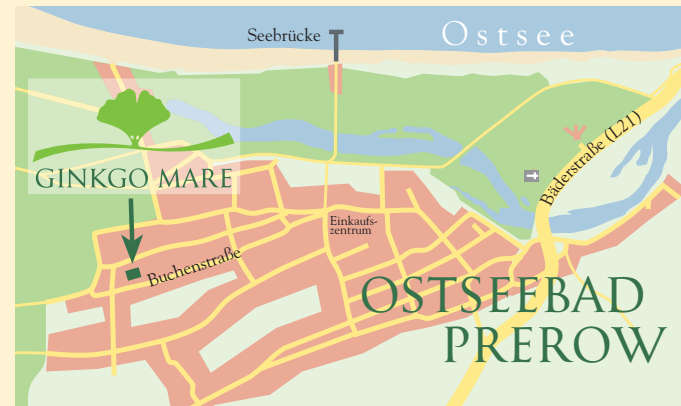 Seebrücke
Ostsee
Bäderstraße (L21)
GINKGO MARE
Einkaufs-
zentrum
Buchenstraße
OSTSEEBAD
PREROW